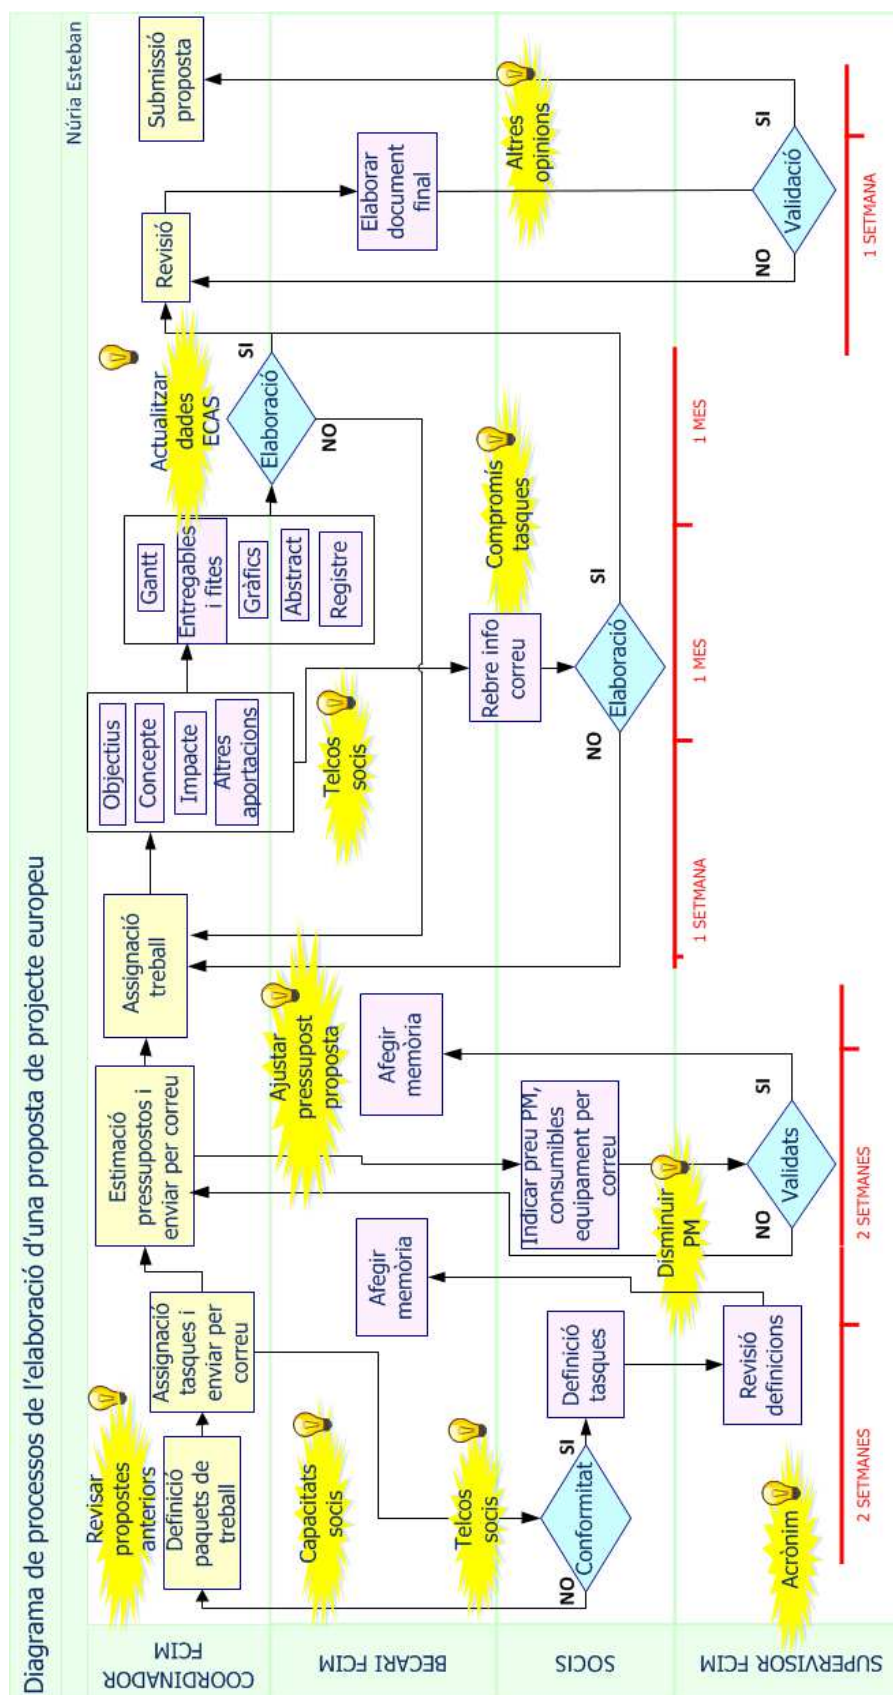 Diagrama de processos de l'elaboració d'una proposta de projecte europeu
Núria Esteban
COORDINADOR
FCIM
Revisar
propostes
anteriors
Definició
paquets de
treball
Assignació
tasques i
enviar per
correu
Estimació
pressupostos i
enviar per correu
Assignació
treball
Objectius
Concepte
Impacte
Altres
aportacions
Gantt
Entregables
i fites
Gràfics
Abstract
Registre
Actualitzar
dades
ECAS
Elaboració
SI
NO
Revisió
Submissió
proposta
BECARI FCIM
Capacitats
socis
Afegir
memòria
Ajustar
pressupost
proposta
Afegir
memòria
Telcos
socis
Elaborar
document
final
SOCIS
Telcos
socis
NO
Conformitat
SI
Definició
tasques
Indicar preu PM,
consumibles
equipament per
correu
Rebre info
correu
Compromís
tasques
NO
Elaboració
SI
Altres
opinions
SUPERVISOR FCIM
Acrònim
Revisió
definicions
Disminuir
PM
NO
Validats
SI
NO
Validació
SI
2 SETMANES
2 SETMANES
1 SETMANA
1 MES
1 MES
1 SETMANA